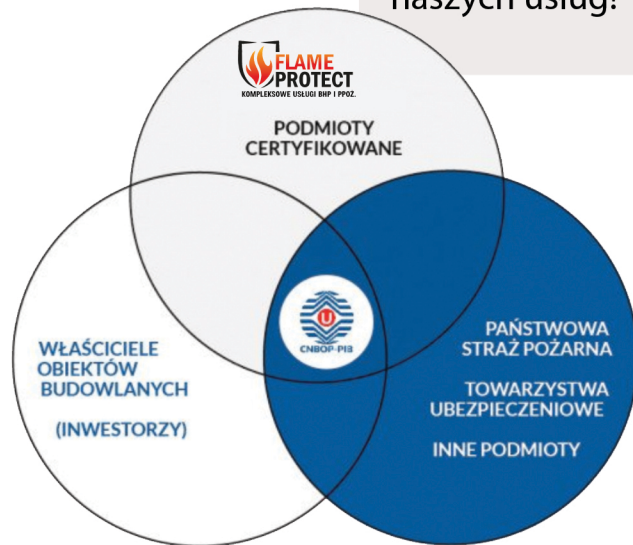 naszych usług!
FLAME
PROTECT
KOMPLEKSOWE USŁUGI BHP I PPOŻ.
PODMIOTY
CERTYFIKOWANE
U
CNBOP-PIB
WŁAŚCICIELE
OBIEKTÓW
BUDOWLANYCH
(INWESTORZY)
PAŃSTWOWA
STRAŻ POŻARNA
TOWARZYSTWA
UBEZPIECZENIOWE
INNE PODMIOTY